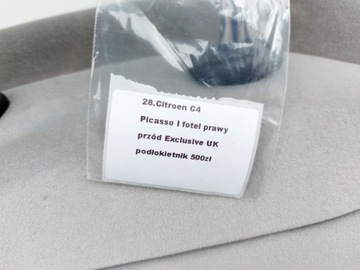 28.Citroen C4
Picasso I fotel prawy
przód Exclusive UK
podłokietnik 500zł